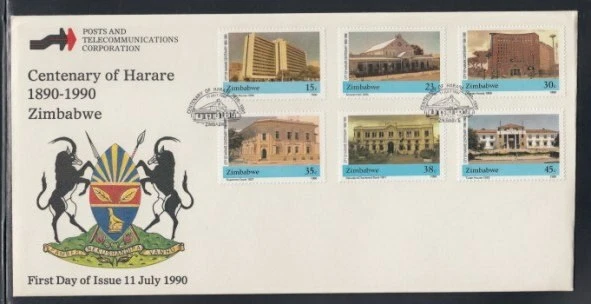 POSTS AND
TELECOMMUNICATIONS
CORPORATION
Centenary of Harare
1890-1990
Zimbabwe
First Day of Issue 11 July 1990
Zimbabwe
15c
Zimbabwe
23c
Zimbabwe
30c
Zimbabwe
35c
Zimbabwe
38c
Zimbabwe
45c